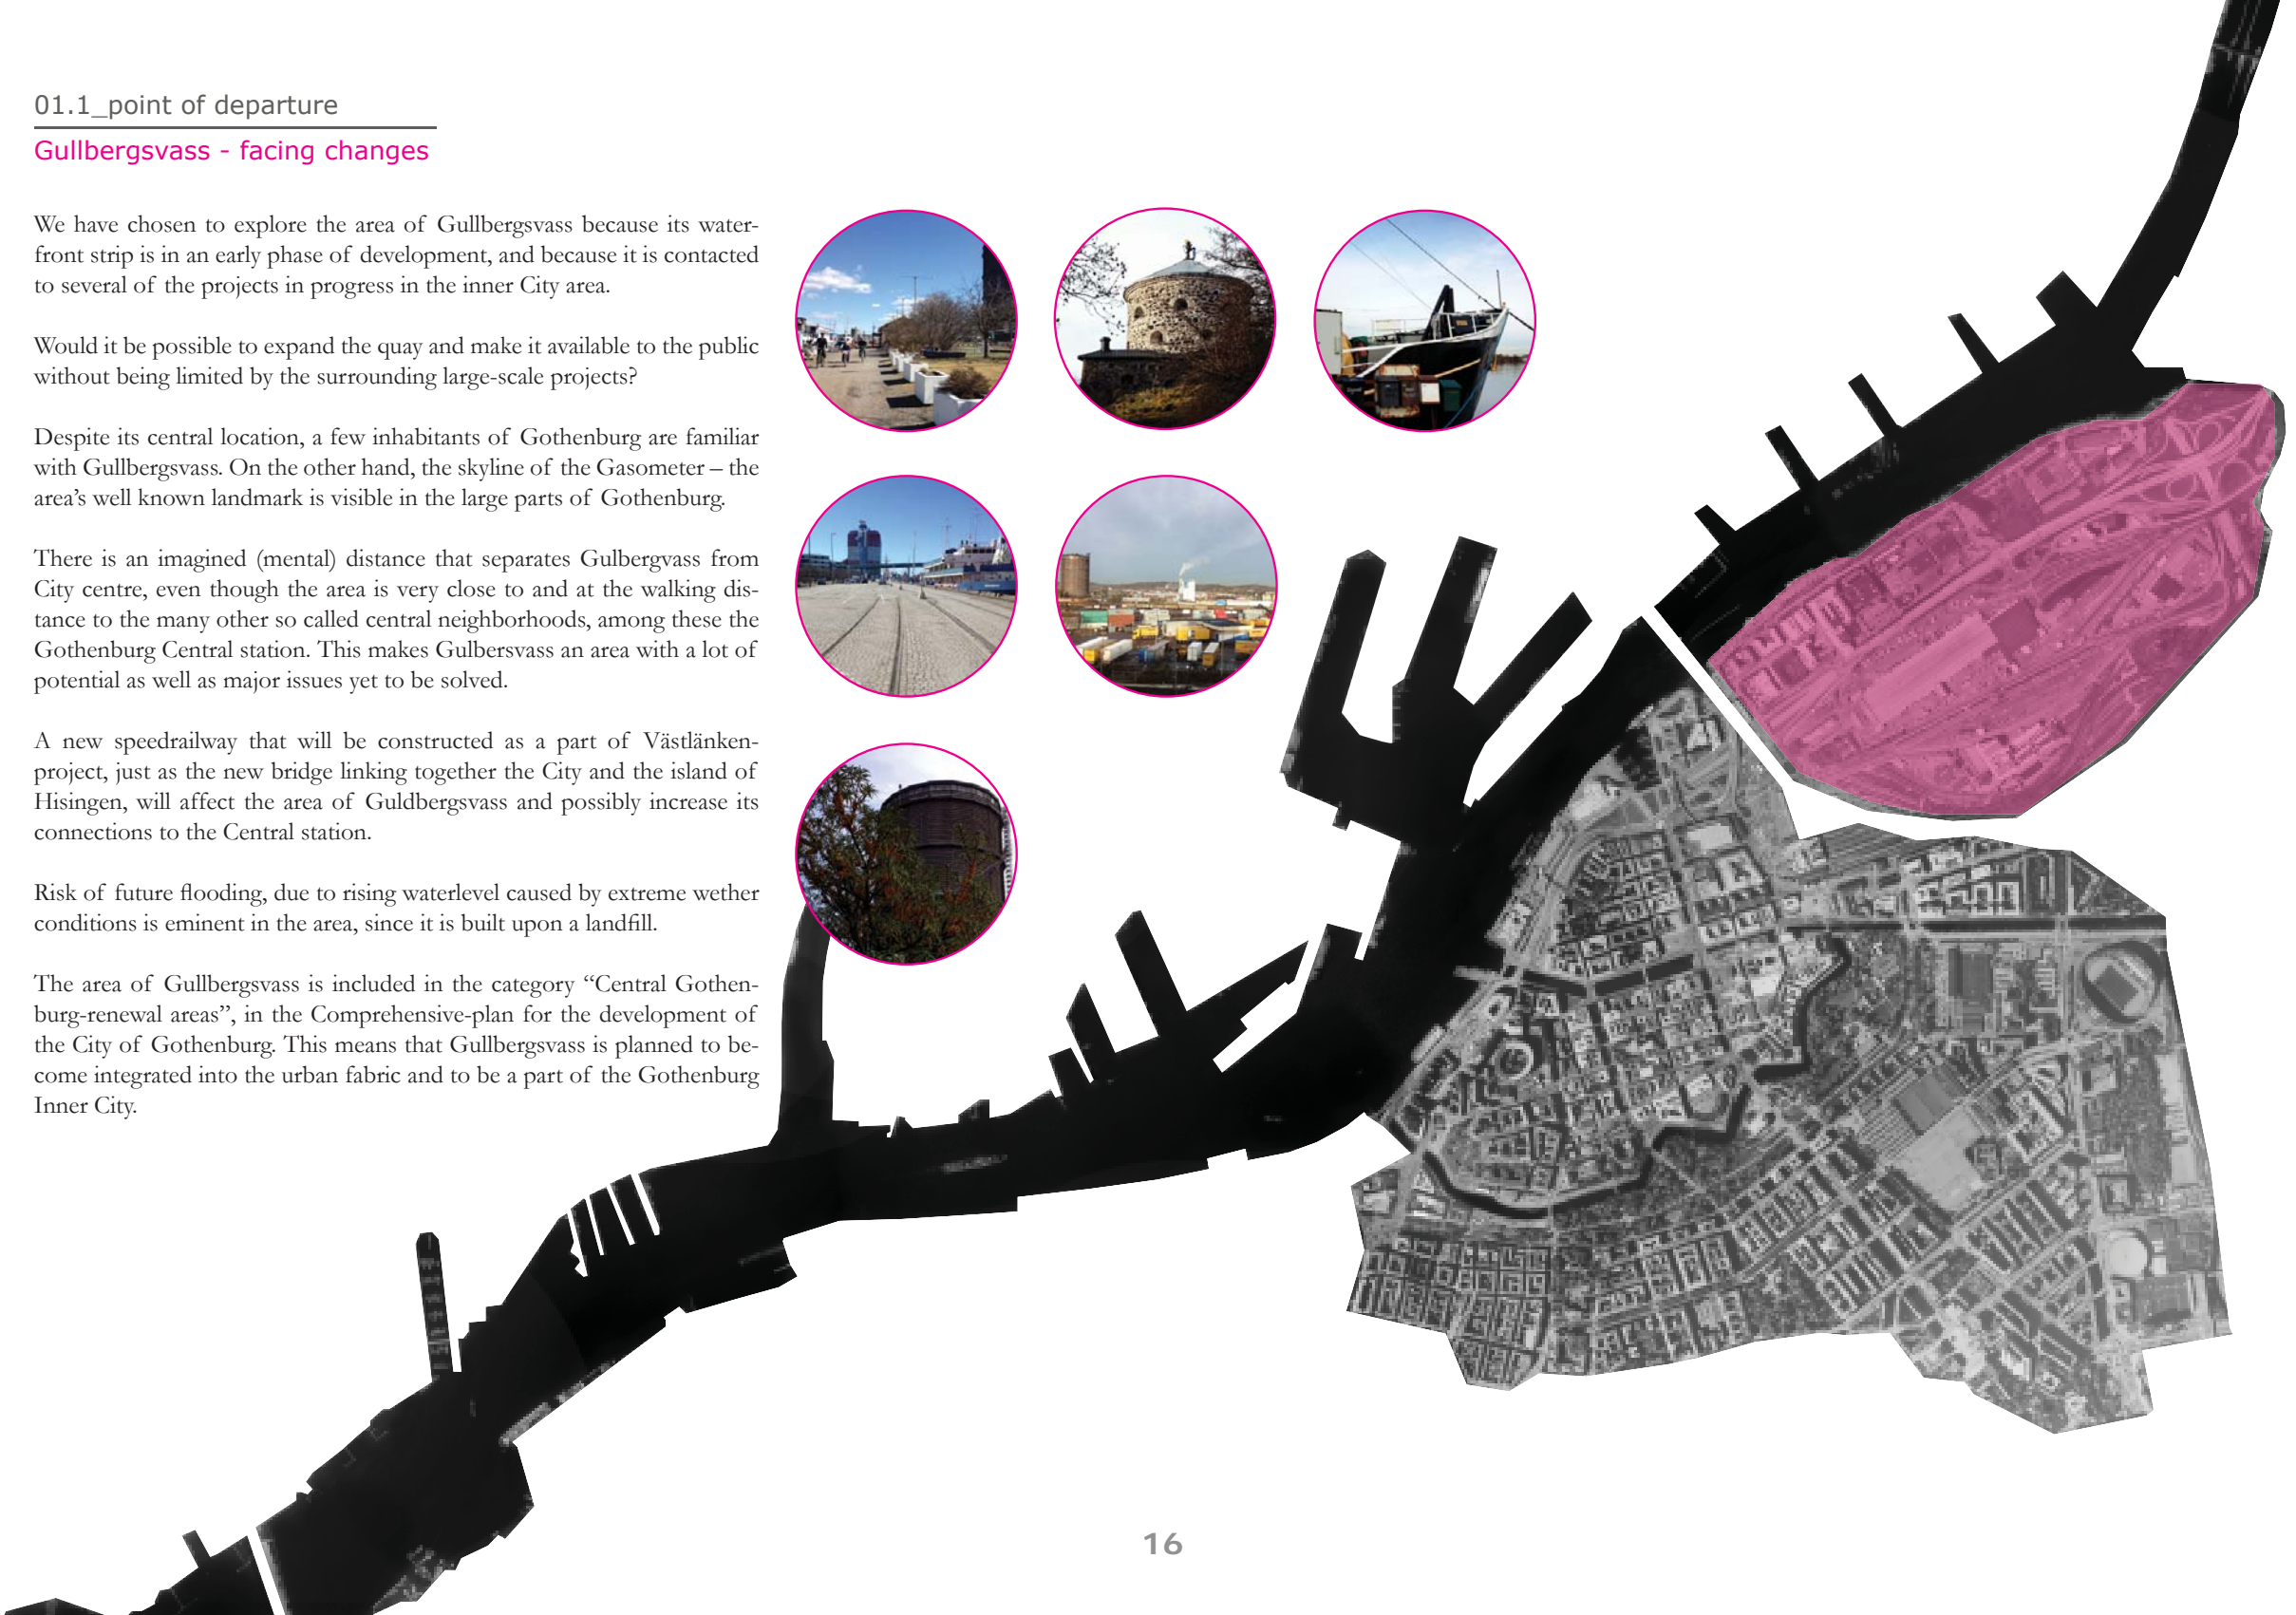 01.1_point of departure
Gullbergsvass - facing changes
We have chosen to explore the area of Gullbergsvass because its water-
front strip is in an early phase of development, and because it is contacted
to several of the projects in progress in the inner City area.
Would it be possible to expand the quay and make it available to the public
without being limited by the surrounding large-scale projects?
Despite its central location, a few inhabitants of Gothenburg are familiar
with Gullbergsvass. On the other hand, the skyline of the Gasometer – the
area’s well known landmark is visible in the large parts of Gothenburg.
There is an imagined (mental) distance that separates Gulbergvass from
City centre, even though the area is very close to and at the walking dis-
tance to the many other so called central neighborhoods, among these the
Gothenburg Central station. This makes Gulbersvass an area with a lot of
potential as well as major issues yet to be solved.
A new speedrailway that will be constructed as a part of Västlänken-
project, just as the new bridge linking together the City and the island of
Hisingen, will affect the area of Guldbergsvass and possibly increase its
connections to the Central station.
Risk of future flooding, due to rising waterlevel caused by extreme wether
conditions is eminent in the area, since it is built upon a landfill.
The area of Gullbergsvass is included in the category “Central Gothen-
burg-renewal areas”, in the Comprehensive-plan for the development of
the City of Gothenburg. This means that Gullbergsvass is planned to be-
come integrated into the urban fabric and to be a part of the Gothenburg
Inner City.
16